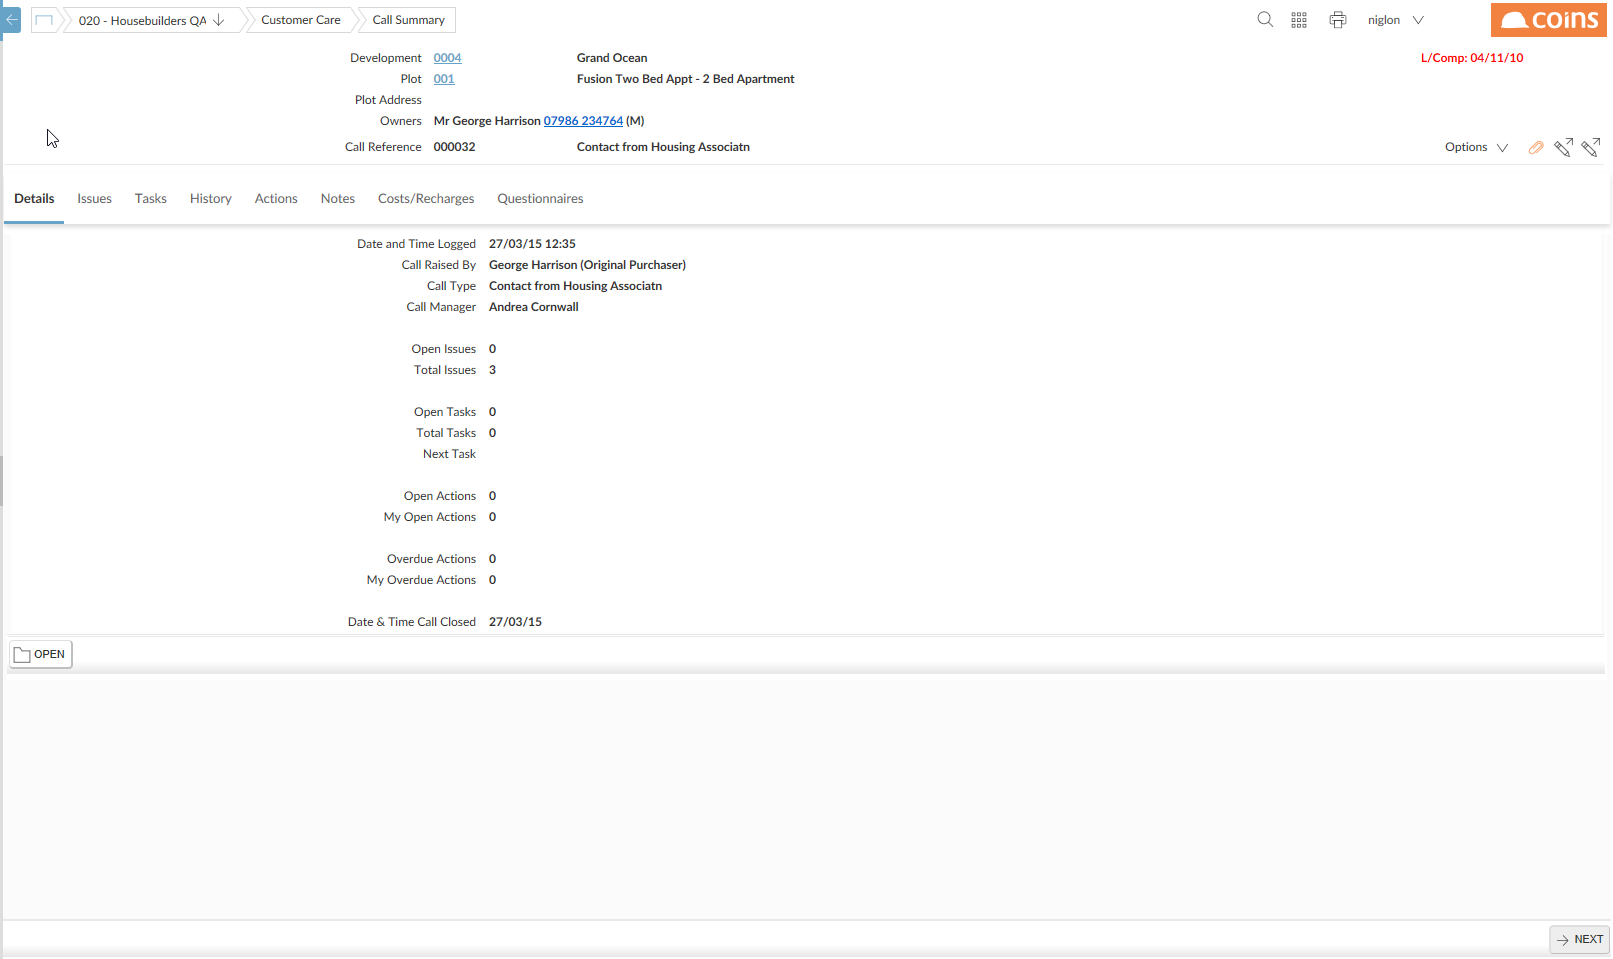 020 - Housebuilders QA
Customer Care
Call Summary
niglon
coins
Development 0004 Grand Ocean L/Comp: 04/11/10
Plot 001 Fusion Two Bed Appt - 2 Bed Apartment
Plot Address
Owners Mr George Harrison 07986 234764 (M)
Call Reference 000032 Contact from Housing Associatn Options
Details Issues Tasks History Actions Notes Costs/Recharges Questionnaires
Date and Time Logged 27/03/15 12:35
Call Raised By George Harrison (Original Purchaser)
Call Type Contact from Housing Associatn
Call Manager Andrea Cornwall
Open Issues 0
Total Issues 3
Open Tasks 0
Total Tasks 0
Next Task
Open Actions 0
My Open Actions 0
Overdue Actions 0
My Overdue Actions 0
Date & Time Call Closed 27/03/15
OPEN
NEXT